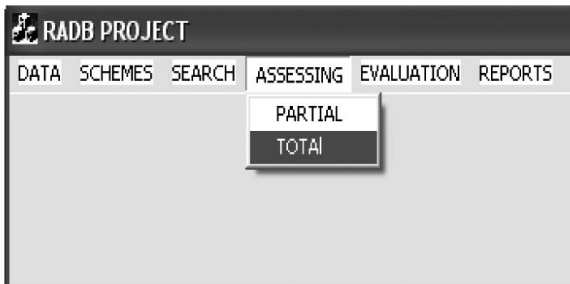 RADB PROJECT
DATA SCHEMES SEARCH ASSESSING EVALUATION REPORTS
PARTIAL
TOTAl